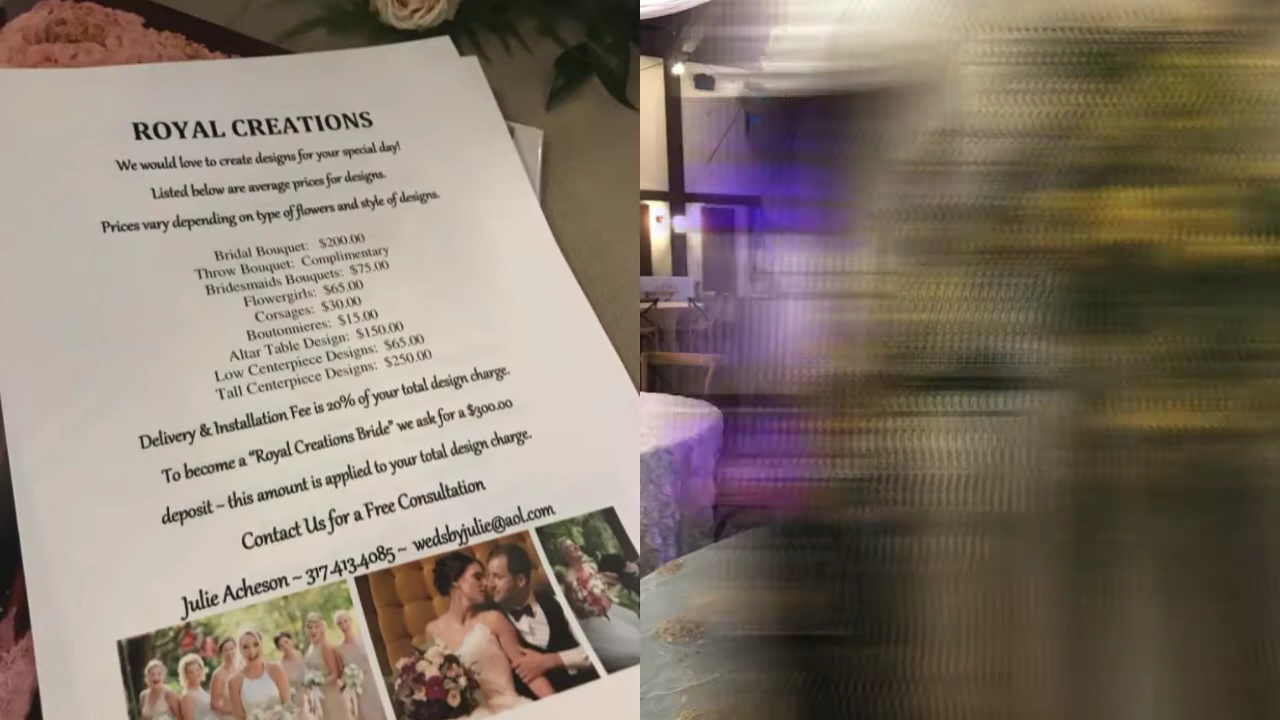 ROYAL CREATIONS
We would love to create designs for your special day!
Listed below are average prices for designs.
Prices vary depending on type of flowers and style of designs.
Bridal Bouquet: $200.00
Throw Bouquet: Complimentary
Bridesmaids Bouquets: $75.00
Flowergirls: $65.00
Corsages: $30.00
Boutonnieres: $15.00
Altar Table Design: $150.00
Low Centerpiece Designs: $65.00
Tall Centerpiece Designs: $250.00
Delivery & Installation Fee is 20% of your total design charge.
To become a "Royal Creations Bride" we ask for a $300.00
deposit ~ this amount is applied to your total design charge.
Contact Us for a Free Consultation
Julie Acheson ~ 317.413.4085 ~ wedsbyjulie@aol.com